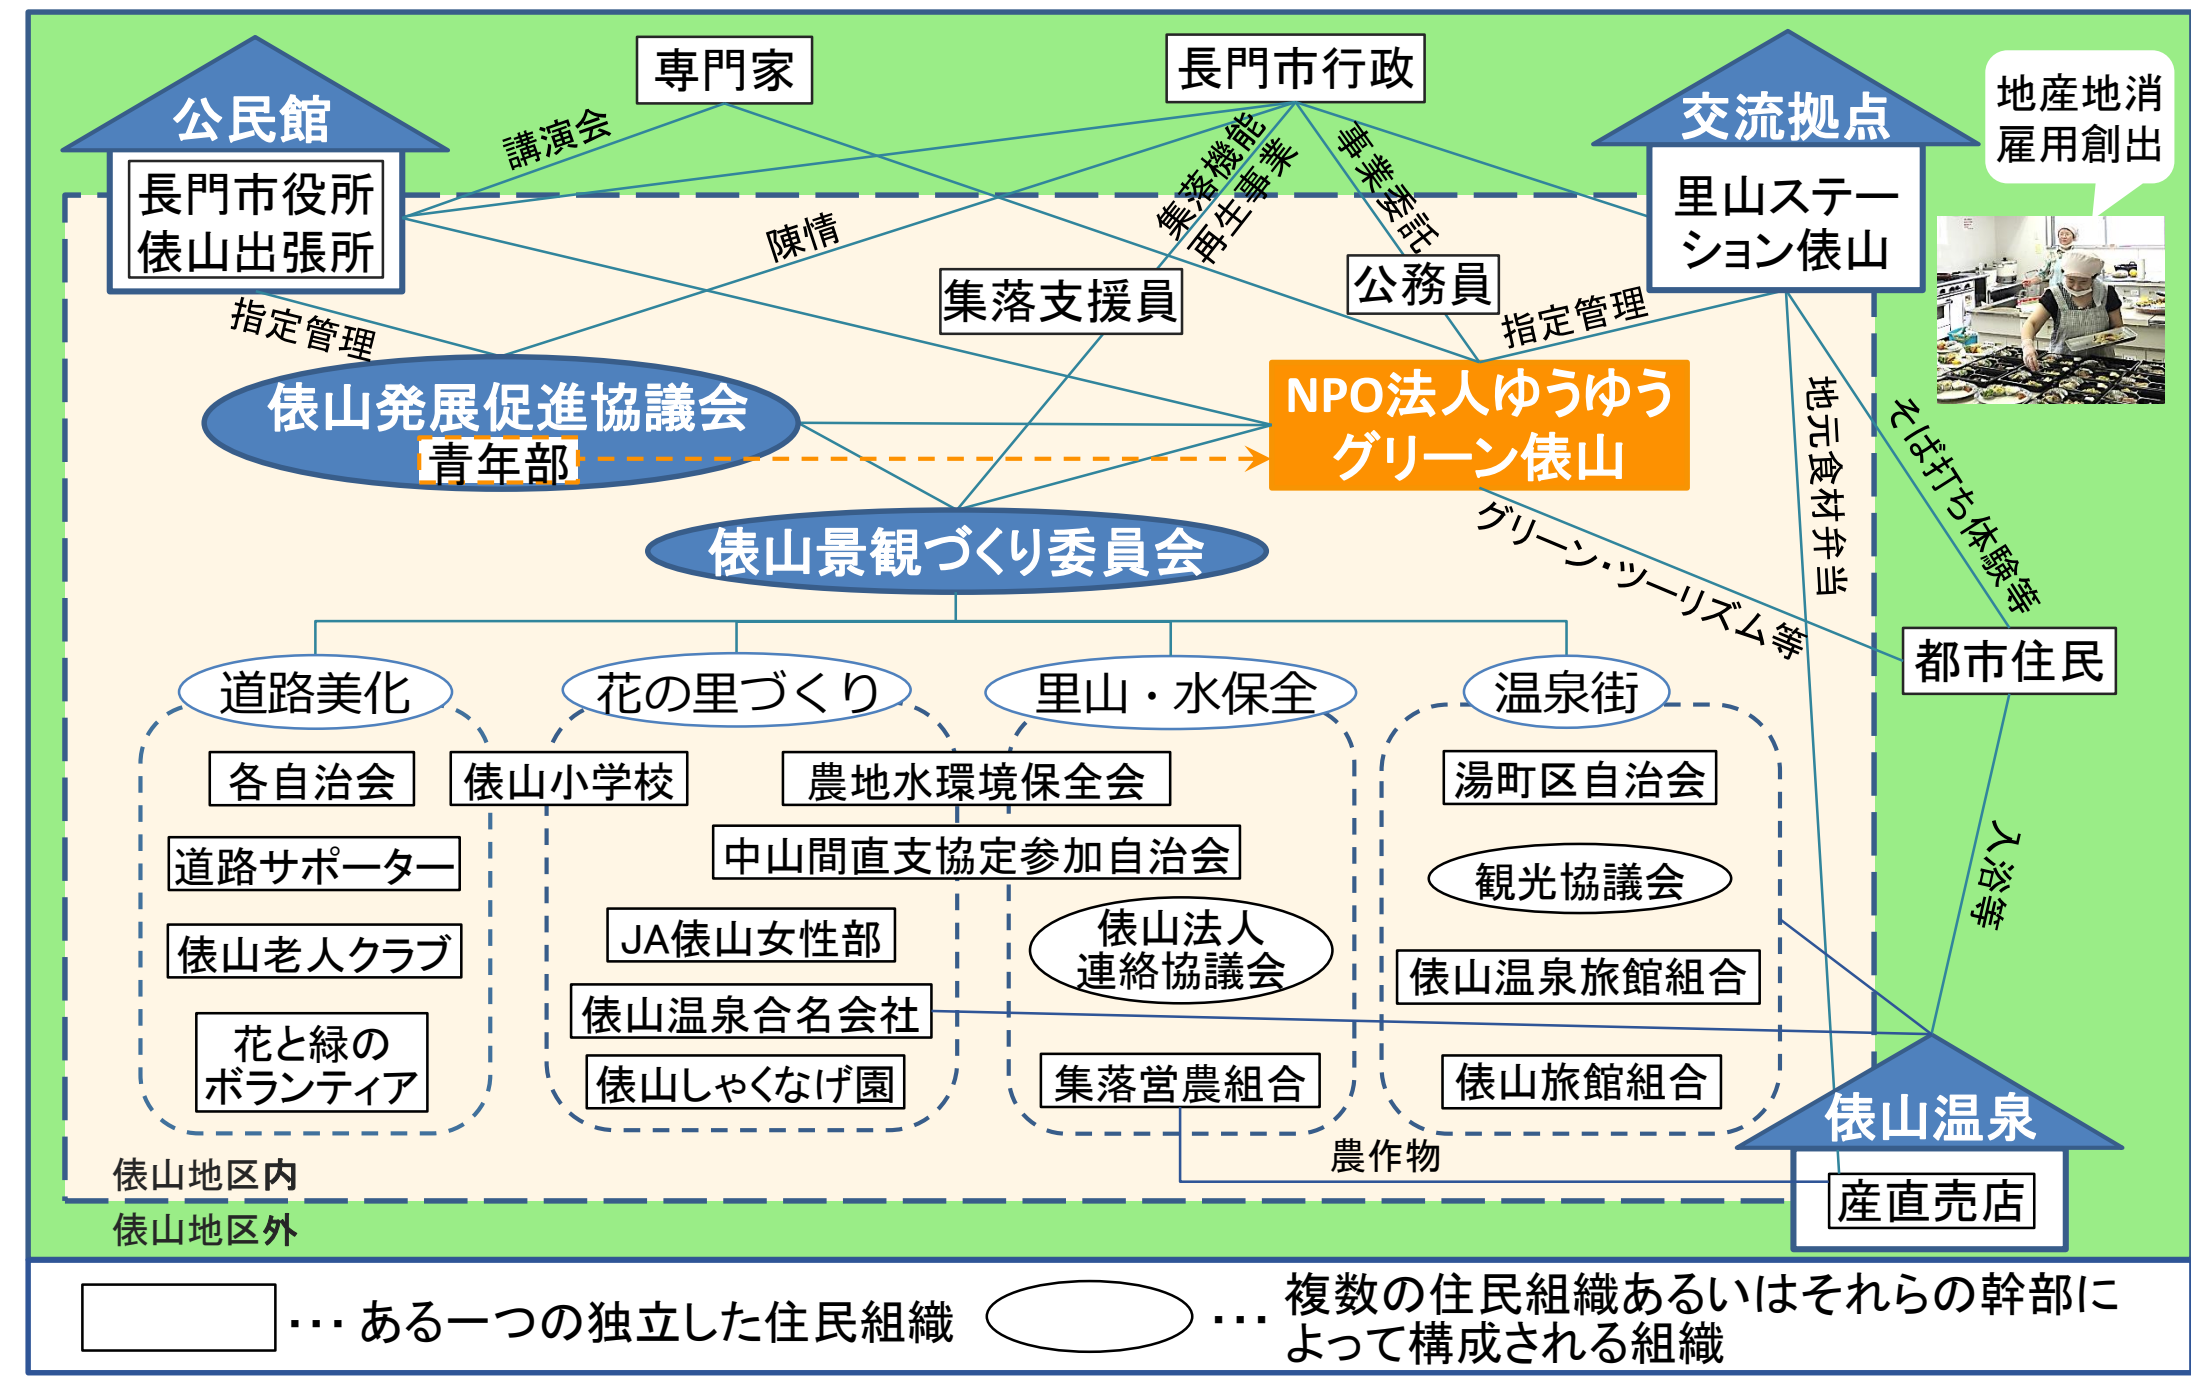 公民館
長門市役所
俵山出張所
専門家
長門市行政
交流拠点
里山ステー
ション俵山
地産地消
雇用創出
講演会
陳情
集落機能
再生事業
事業委託
指定管理
集落支援員
公務員
指定管理
俵山発展促進協議会
青年部
NPO法人ゆうゆう
グリーン俵山
地元食材弁当
そば打ち体験等
俵山景観づくり委員会
グリーン・ツーリズム等
都市住民
道路美化
花の里づくり
里山・水保全
温泉街
各自治会
俵山小学校
農地水環境保全会
湯町区自治会
道路サポーター
中山間直支協定参加自治会
観光協議会
入浴等
俵山老人クラブ
JA俵山女性部
俵山法人
連絡協議会
俵山温泉旅館組合
花と緑の
ボランティア
俵山温泉合名会社
俵山しゃくなげ園
集落営農組合
俵山旅館組合
俵山温泉
農作物
産直売店
俵山地区内
俵山地区外
･･･ ある一つの独立した住民組織
･･･ 複数の住民組織あるいはそれらの幹部に
よって構成される組織